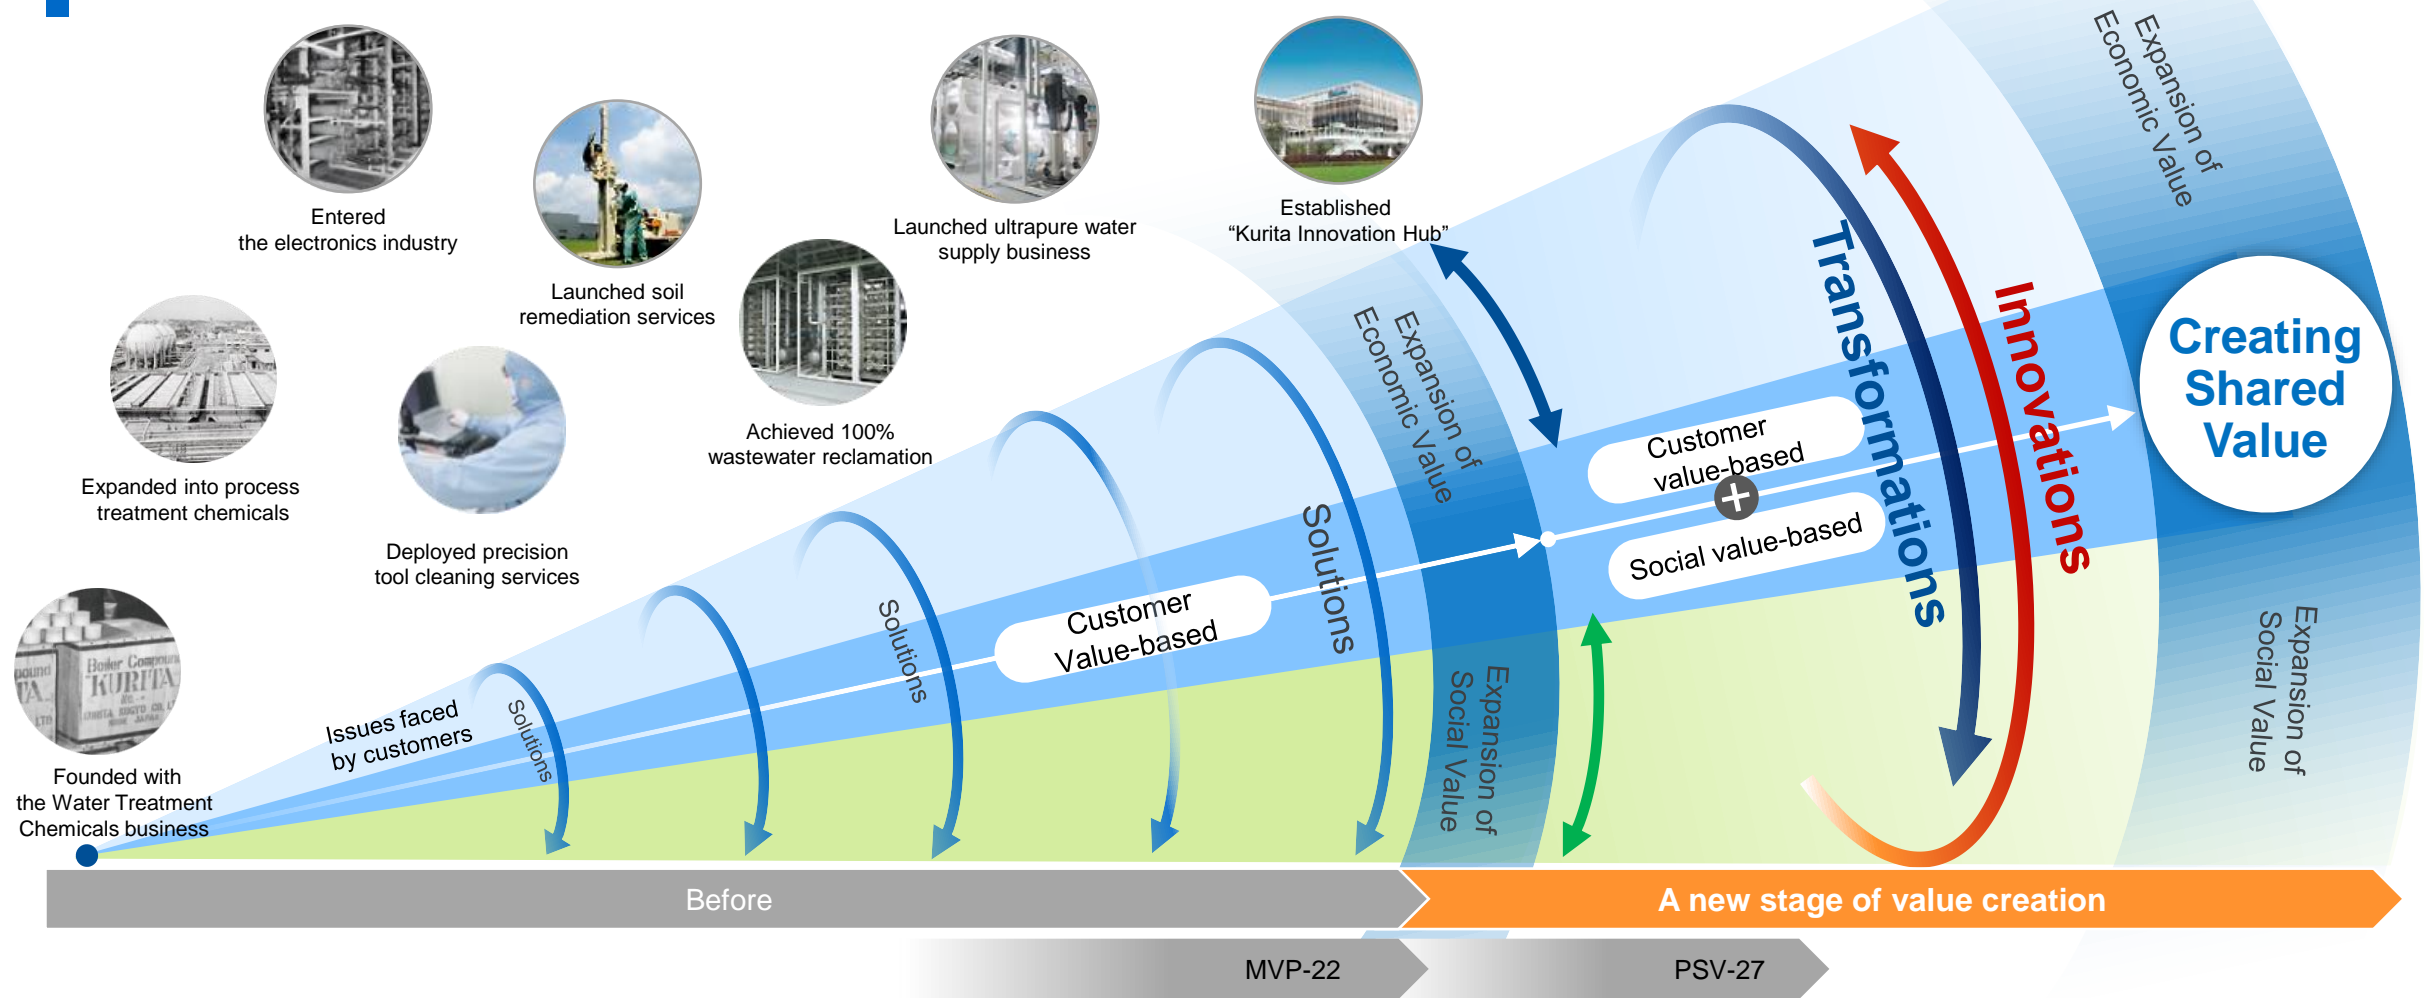 Entered
the electronics industry
Launched soil
remediation services
Launched ultrapure water
supply business
Established
“Kurita Innovation Hub”
Expanded into process
treatment chemicals
Deployed precision
tool cleaning services
Achieved 100%
wastewater reclamation
Boiler Compoun
KURITA
Founded with
the Water Treatment
Chemicals business
Issues faced
by customers
Solutions
Solutions
Customer
Value-based
Solutions
Expansion of
Economic Value
Expansion of
Social Value
Customer
value-based
+
Social value-based
Transformations
Innovations
Expansion of
Economic Value
Creating
Shared
Value
Expansion of
Social Value
Before
A new stage of value creation
MVP-22
PSV-27